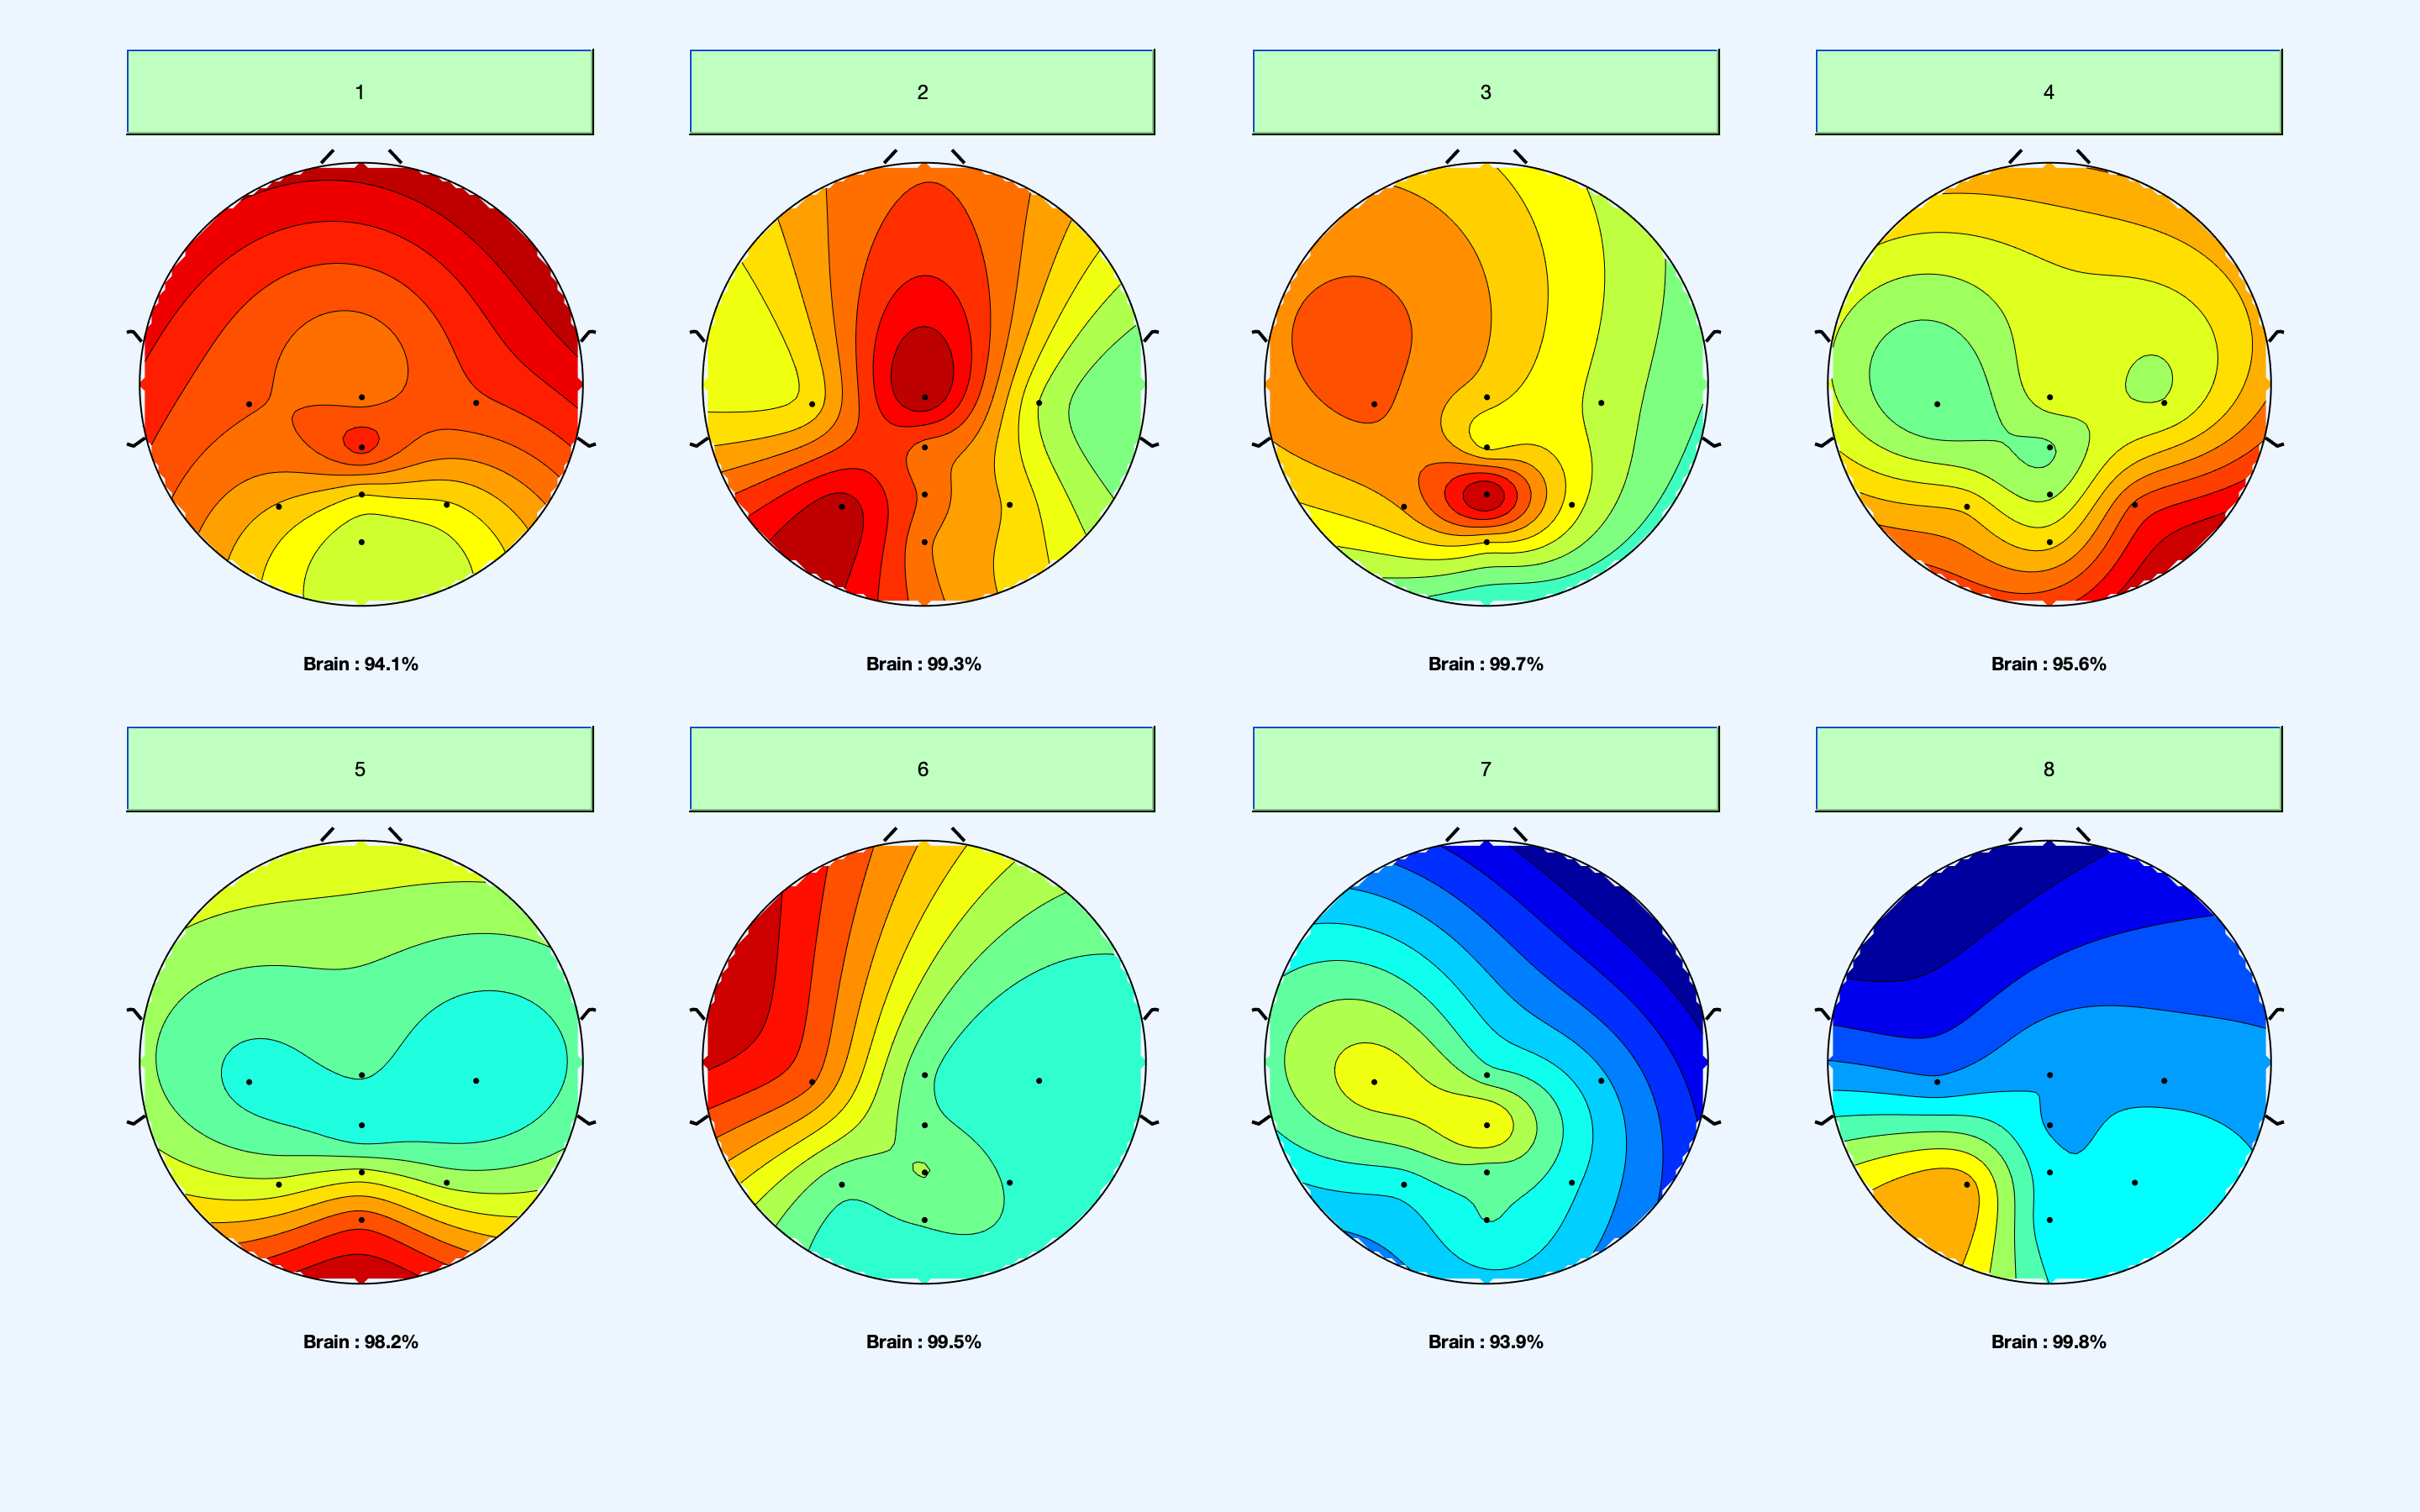 1
2
3
4
Brain : 94.1%
Brain : 99.3%
Brain : 99.7%
Brain : 95.6%
5
6
7
8
Brain : 98.2%
Brain : 99.5%
Brain : 93.9%
Brain : 99.8%